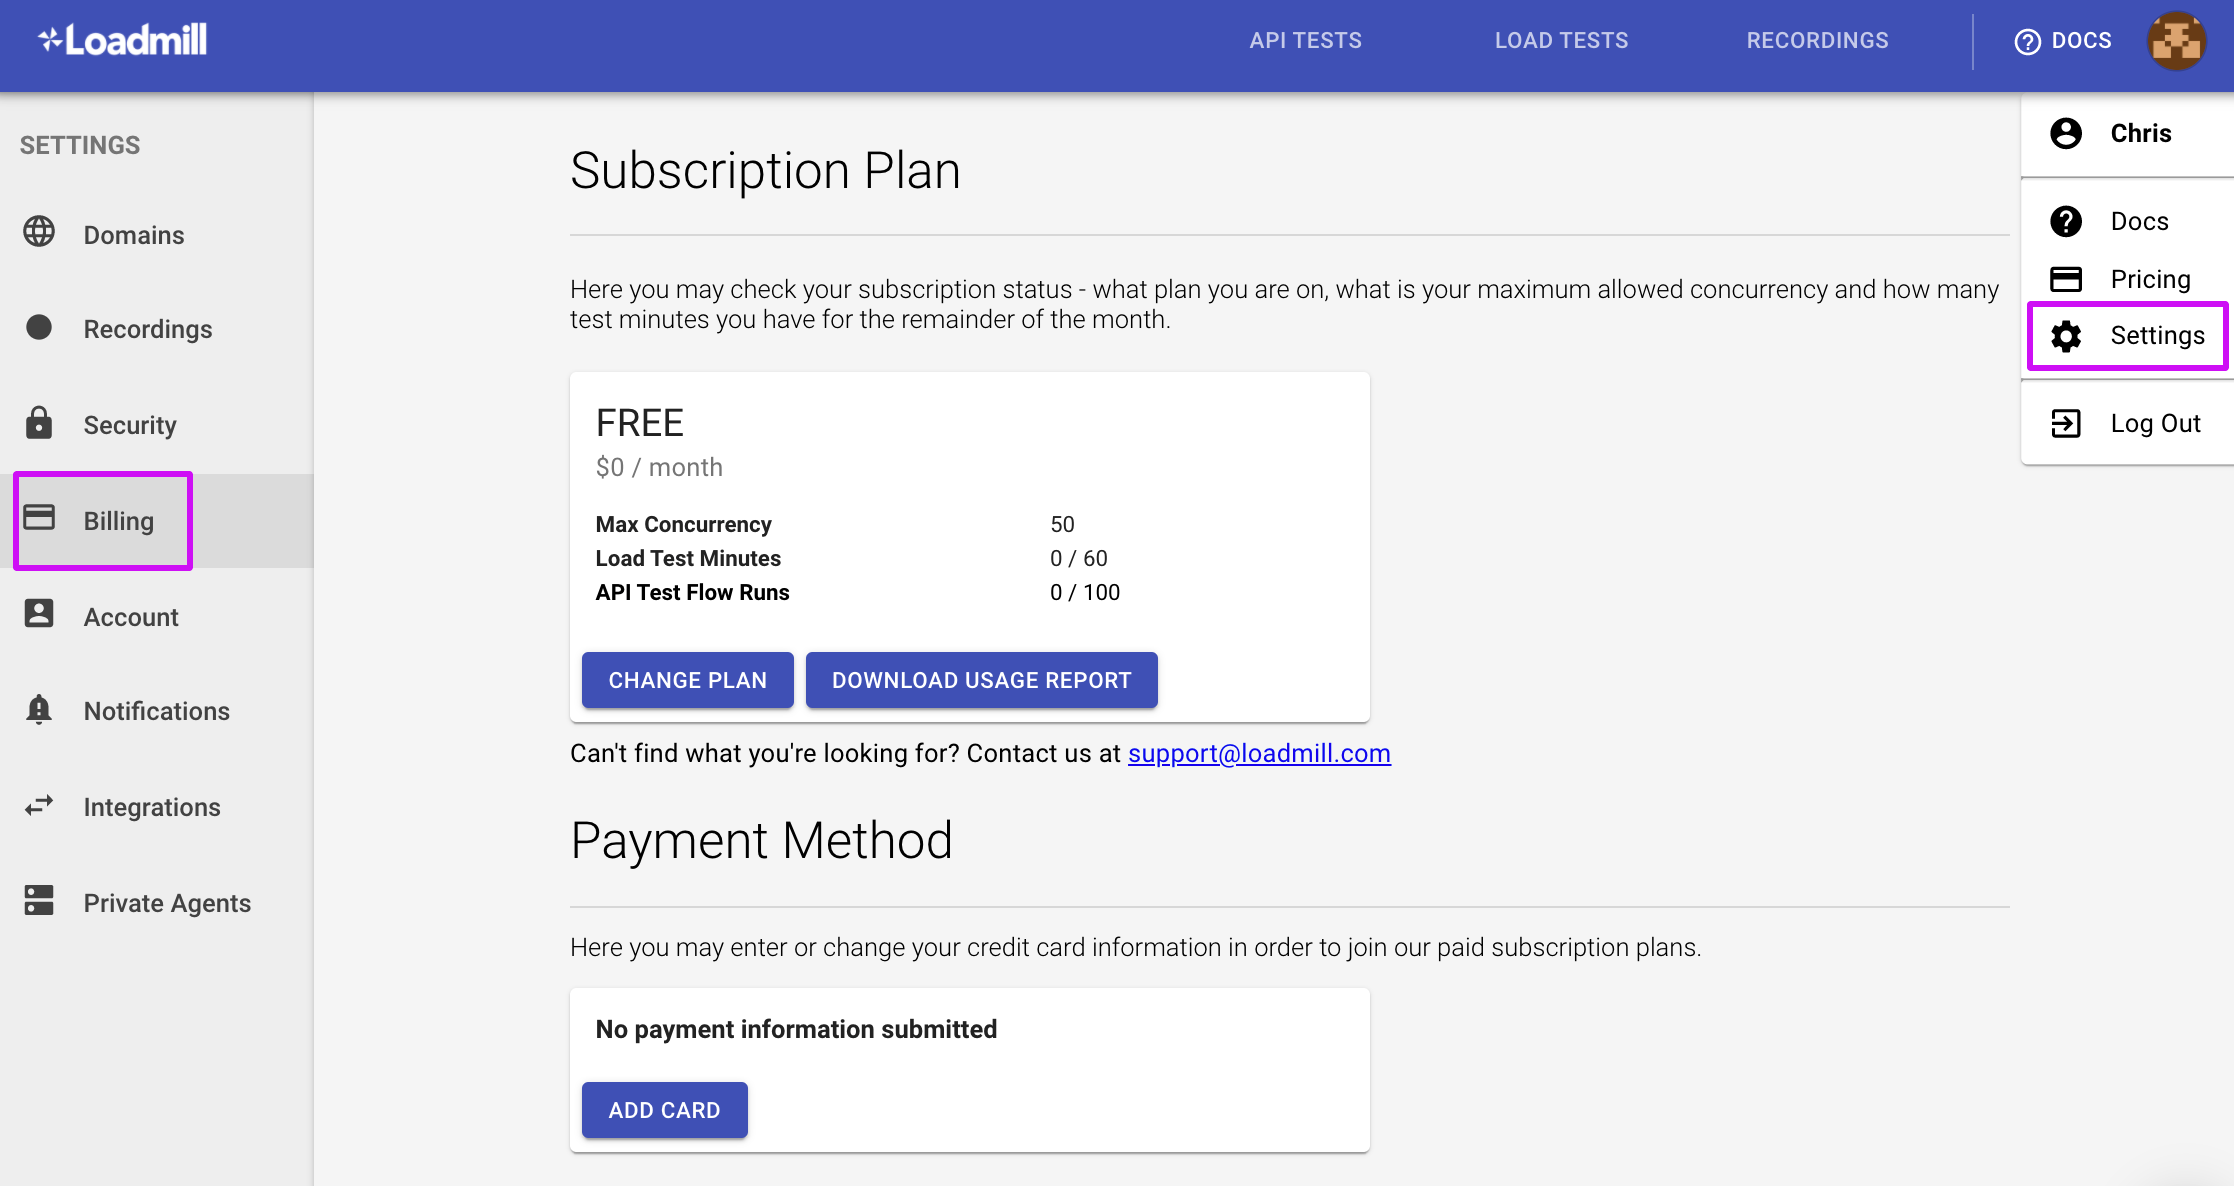 Loadmill
API TESTS
LOAD TESTS
RECORDINGS
DOCS
SETTINGS
Domains
Recordings
Security
Billing
Account
Notifications
Integrations
Private Agents
Subscription Plan
Here you may check your subscription status - what plan you are on, what is your maximum allowed concurrency and how many
test minutes you have for the remainder of the month.
FREE
$0 / month
Max Concurrency 50
Load Test Minutes 0 / 60
API Test Flow Runs 0 / 100
CHANGE PLAN
DOWNLOAD USAGE REPORT
Can't find what you're looking for? Contact us at support@loadmill.com
Payment Method
Here you may enter or change your credit card information in order to join our paid subscription plans.
No payment information submitted
ADD CARD
Chris
Docs
Pricing
Settings
Log Out